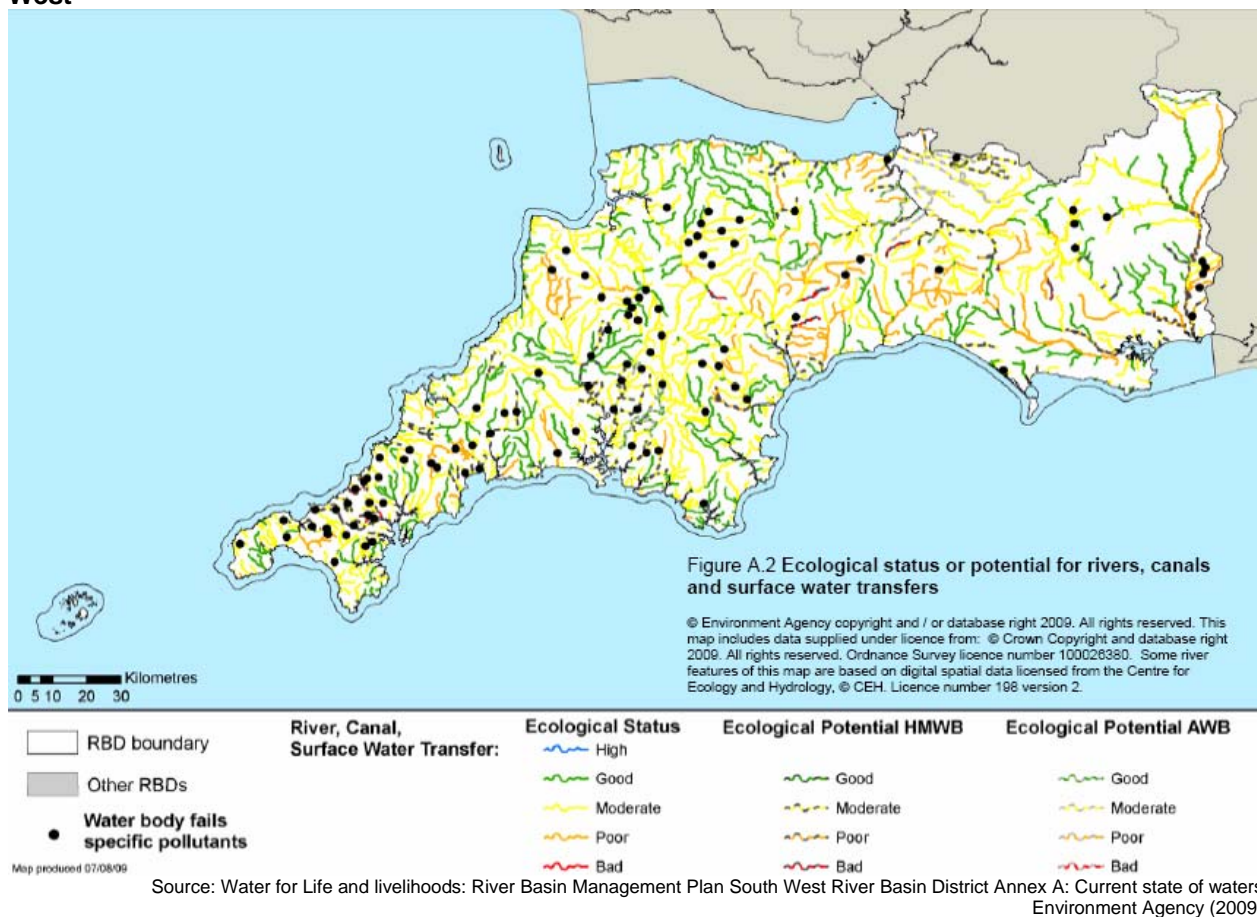 West
Figure A.2 Ecological status or potential for rivers, canals
and surface water transfers
© Environment Agency copyright and / or database right 2009. All rights reserved. This
map includes data supplied under licence from: © Crown Copyright and database right
2009. All rights reserved. Ordnance Survey licence number 100026380. Some river
features of this map are based on digital spatial data licensed from the Centre for
Ecology and Hydrology, © CEH. Licence number 198 version 2.
Kilometres
0 5 10 20 30
RBD boundary
Other RBDs
Water body fails
specific pollutants
Map produced 07/08/09
River, Canal,
Surface Water Transfer:
Ecological Status
High
Good
Moderate
Poor
Bad
Ecological Potential HMWB
Good
Moderate
Poor
Bad
Ecological Potential AWB
Good
Moderate
Poor
Bad
Source: Water for Life and livelihoods: River Basin Management Plan South West River Basin District Annex A: Current state of waters
Environment Agency (2009